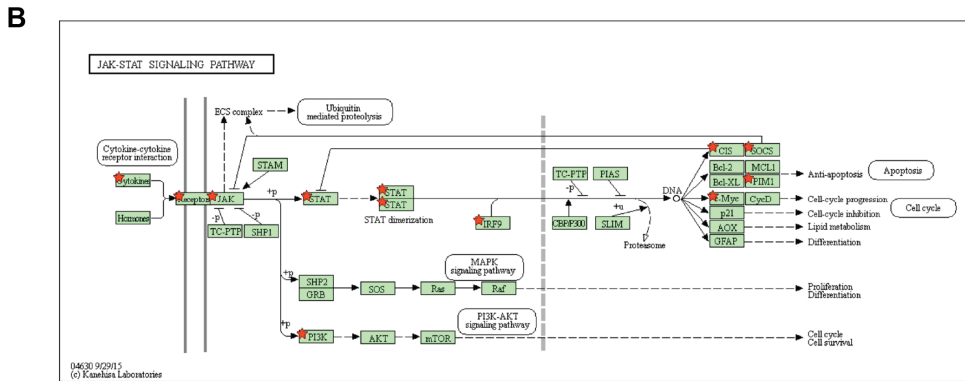 B
JAK-STAT SIGNALING PATHWAY
ECS complex
Ubiquitin
mediated proteolysis
Cytokine-cytokine
receptor interaction
STAM
Cytokine
Hormone
Receptor
JAK
+p
-p
-p
TC-PTP
SHP1
STAT
STAT
STAT
STAT dimerization
IRF9
TC-PTP
PIAS
-p
CBP/P300
SLIM
+u
Proteasome
DNA
CIS
SOCS
Bcl-2
MCL1
Bcl-XL
PIM1
c-Myc
CycD
p21
AOX
GFAP
Anti-apoptosis
Apoptosis
Cell-cycle progression
Cell-cycle inhibition
Cell cycle
Lipid metabolism
Differentiation
+p
SHP2
GRB
SOS
Ras
Raf
MAPK
signaling pathway
Proliferation
Differentiation
+p
PI3K
AKT
mTOR
PI3K-AKT
signaling pathway
Cell cycle
Cell survival
04630 9/29/15
(c) Kanehisa Laboratories